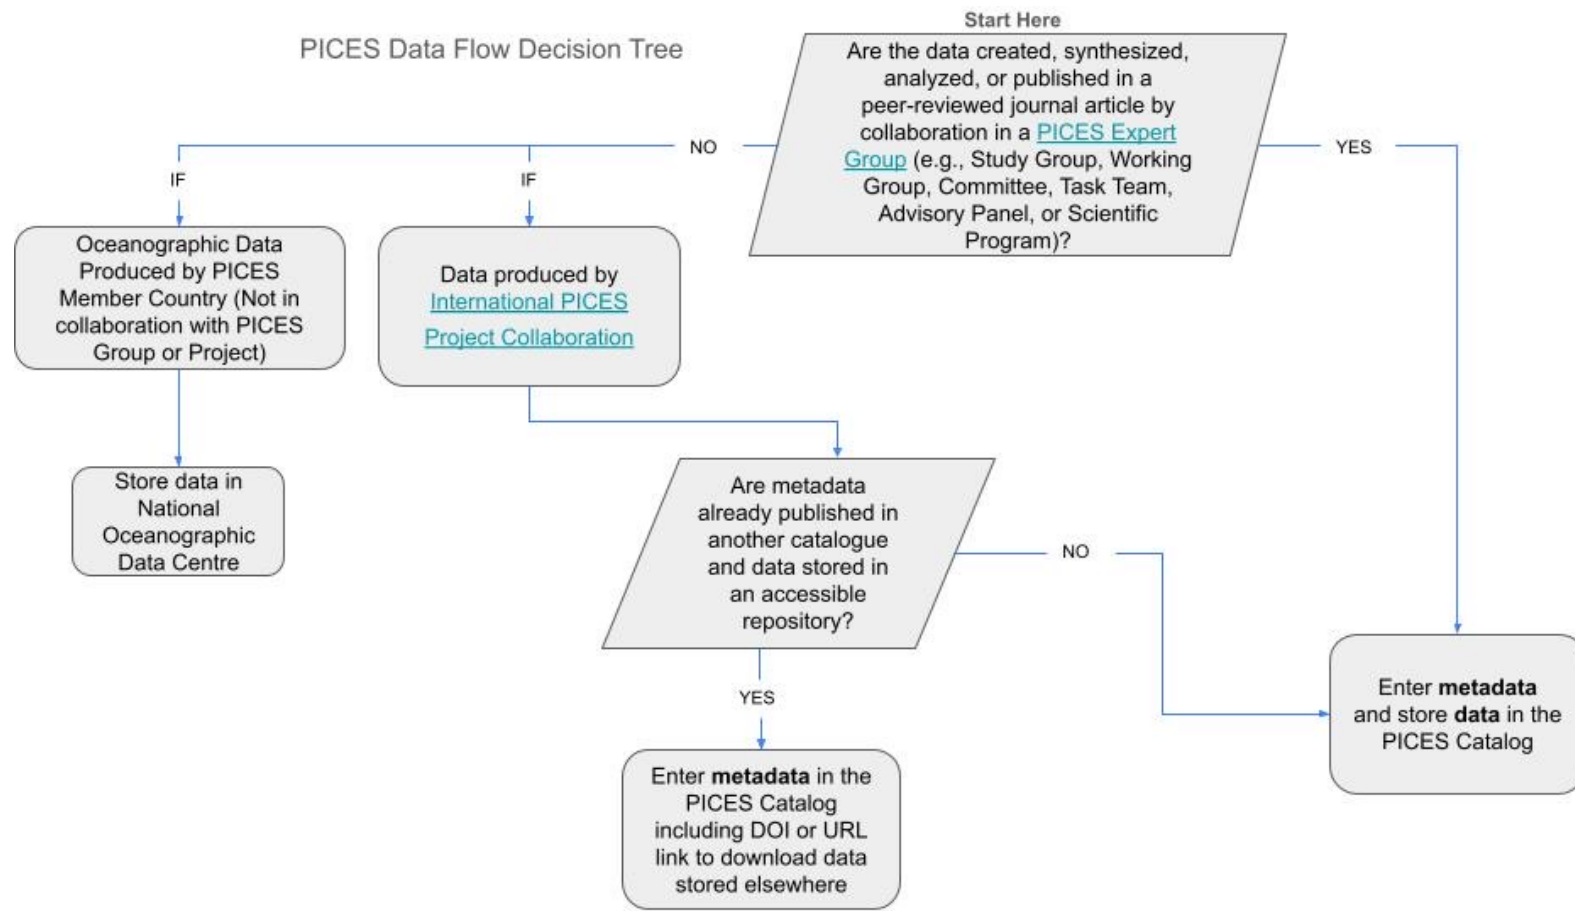 Start Here
PICES Data Flow Decision Tree
Are the data created, synthesized,
analyzed, or published in a
peer-reviewed journal article by
collaboration in a PICES Expert
Group (e.g., Study Group, Working
Group, Committee, Task Team,
Advisory Panel, or Scientific
Program)?
NO
YES
IF
IF
Oceanographic Data
Produced by PICES
Member Country (Not in
collaboration with PICES
Group or Project)
Data produced by
International PICES
Project Collaboration
Store data in
National
Oceanographic
Data Centre
Are metadata
already published in
another catalogue
and data stored in
an accessible
repository?
NO
YES
Enter metadata
and store data in the
PICES Catalog
Enter metadata in the
PICES Catalog
including DOI or URL
link to download data
stored elsewhere